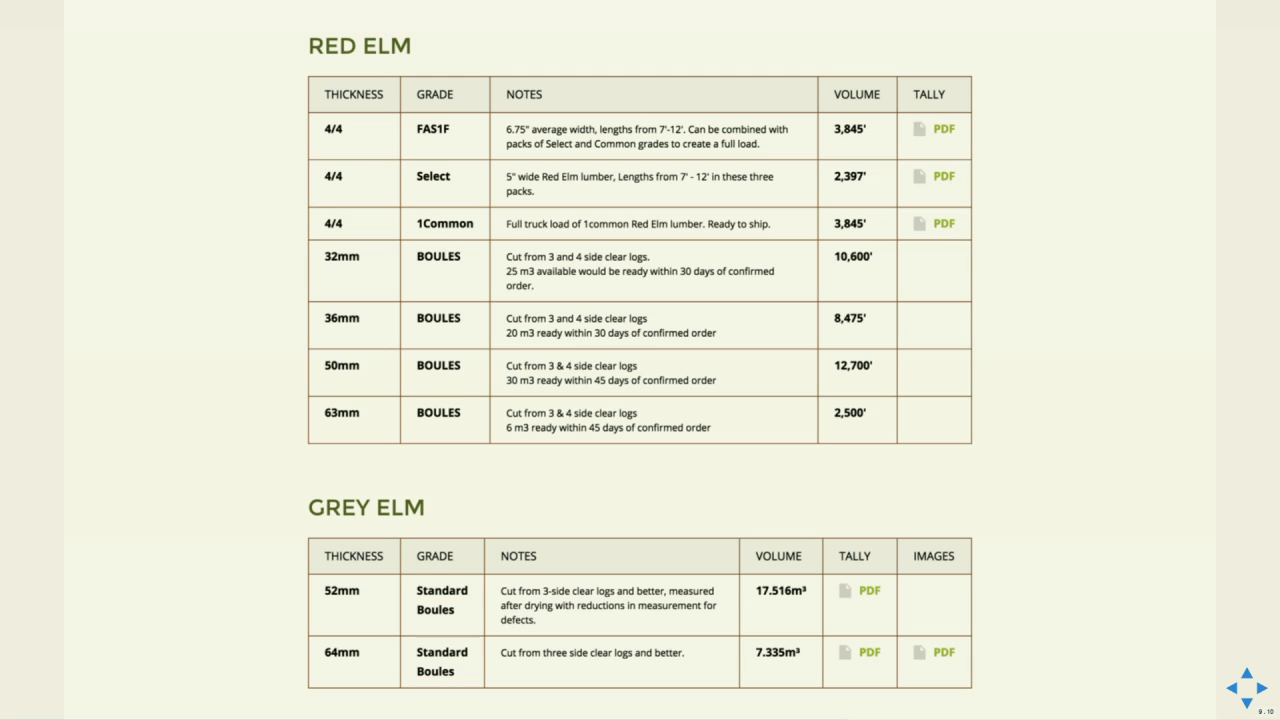 RED ELM
THICKNESS GRADE NOTES VOLUME TALLY
4/4 FAS1F 6.75" average width, lengths from 7'-12'. Can be combined with 3,845' PDF
packs of Select and Common grades to create a full load.
4/4 Select 5" wide Red Elm lumber, Lengths from 7' - 12' in these three 2,397' PDF
packs.
4/4 1Common Full truck load of 1common Red Elm lumber. Ready to ship. 3,845' PDF
32mm BOULES Cut from 3 and 4 side clear logs. 10,600'
25 m3 available would be ready within 30 days of confirmed
order.
36mm BOULES Cut from 3 and 4 side clear logs 8,475'
20 m3 ready within 30 days of confirmed order
50mm BOULES Cut from 3 & 4 side clear logs 12,700'
30 m3 ready within 45 days of confirmed order
63mm BOULES Cut from 3 & 4 side clear logs 2,500'
6 m3 ready within 45 days of confirmed order
GREY ELM
THICKNESS GRADE NOTES VOLUME TALLY IMAGES
52mm Standard Cut from 3-side clear logs and better, measured 17.516m³ PDF
Boules after drying with reductions in measurement for
defects.
64mm Standard Cut from three side clear logs and better. 7.335m³ PDF PDF
Boules
9.10